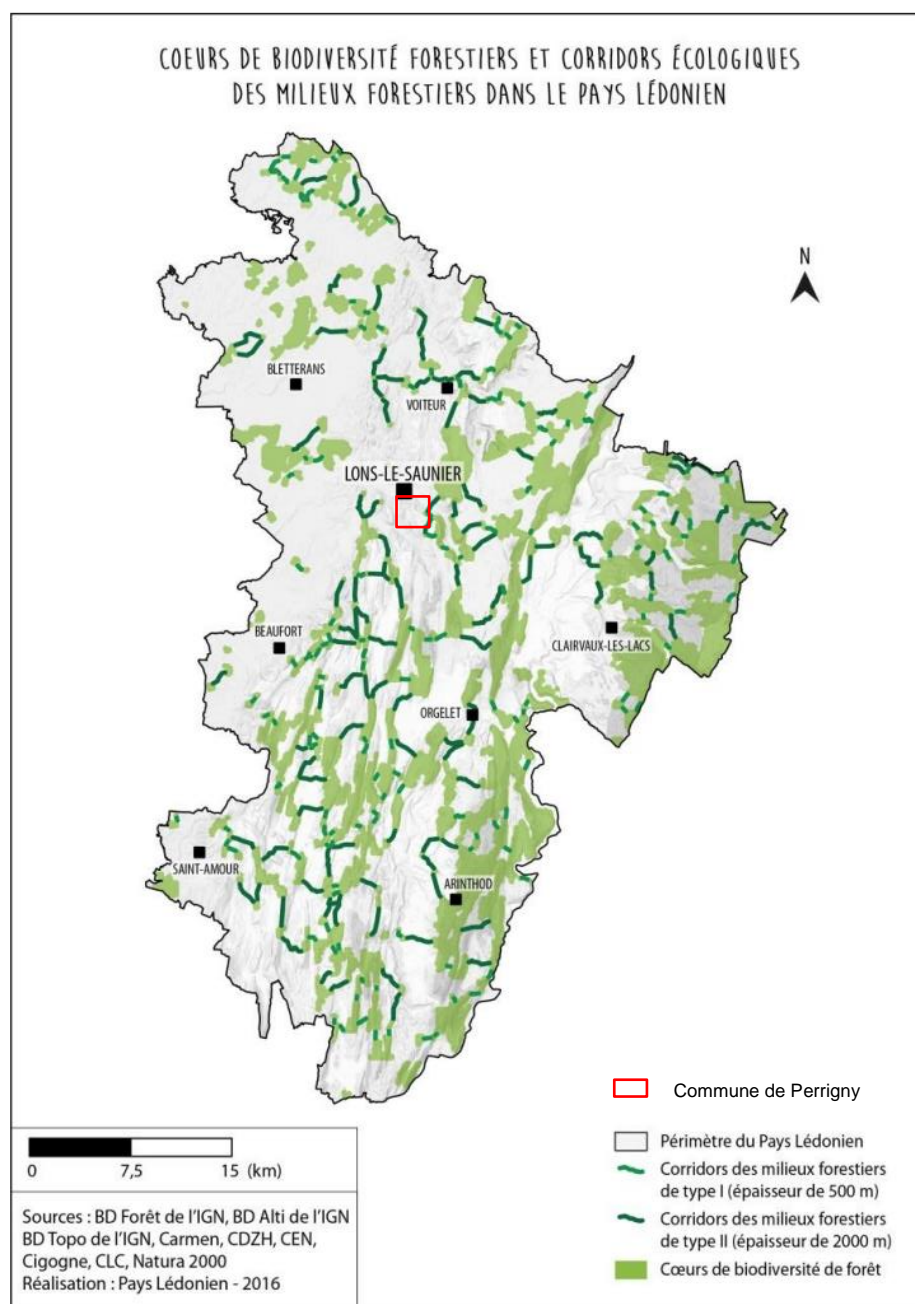 COEURS DE BIODIVERSITÉ FORESTIERS ET CORRIDORS ÉCOLOGIQUES
DES MILIEUX FORESTIERS DANS LE PAYS LÉDONIEN
N
BLETTERANS
VOITEUR
LONS-LE-SAUNIER
BEAUFORT
CLAIRVAUX-LES-LACS
ORGELET
SAINT-AMOUR
ARINTHOD
Commune de Perrigny
Périmètre du Pays Lédonien
Corridors des milieux forestiers
de type I (épaisseur de 500 m)
Corridors des milieux forestiers
de type II (épaisseur de 2000 m)
Cœurs de biodiversité de forêt
0 7,5 15 (km)
Sources : BD Forêt de l'IGN, BD Alti de l'IGN
BD Topo de l'IGN, Carmen, CDZH, CEN,
Cigogne, CLC, Natura 2000
Réalisation : Pays Lédonien - 2016